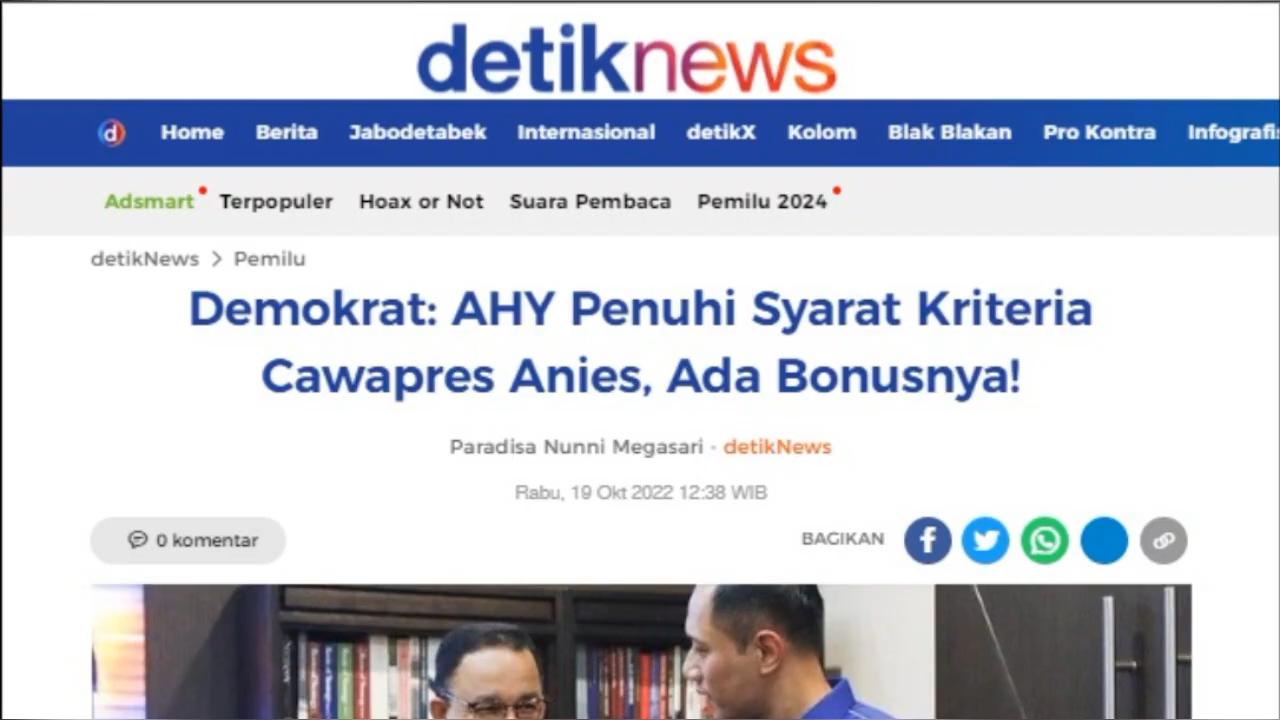 detiknews
d Home Berita Jabodetabek Internasional detikX Kolom Blak Blakan Pro Kontra Infografis
Adsmart Terpopuler Hoax or Not Suara Pembaca Pemilu 2024
detikNews > Pemilu
Demokrat: AHY Penuhi Syarat Kriteria
Cawapres Anies, Ada Bonusnya!
Paradisa Nunni Megasari - detikNews
Rabu, 19 Okt 2022 12:38 WIB
0 komentar
BAGIKAN